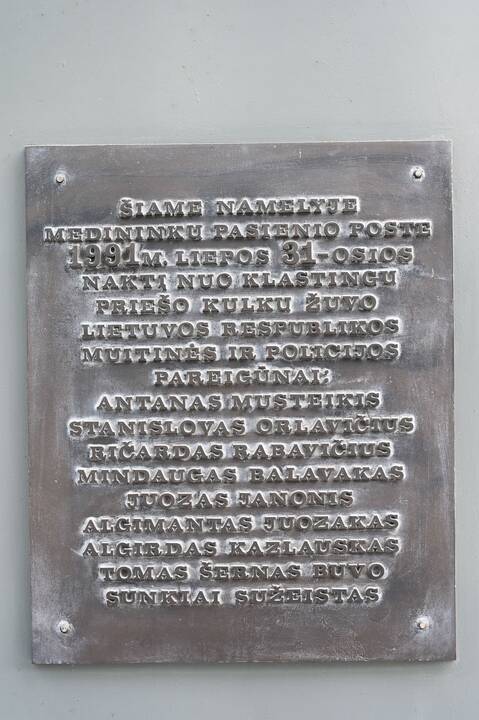 ŠIAME NAMELYJE
MEDININKŲ PASIENIO POSTE
1991M. LIEPOS 31-OSIOS
NAKTĮ NUO KLASTINGŲ
PRIEŠO KULKŲ ŽUVO
LIETUVOS RESPUBLIKOS
MUITINĖS IR POLICIJOS
PAREIGŪNAI:
ANTANAS MUSTEIKIS
STANISLOVAS ORLAVIČIUS
RIČARDAS RABAVIČIUS
MINDAUGAS BALAVAKAS
JUOZAS JANONIS
ALGIMANTAS JUOZAKAS
ALGIRDAS KAZLAUSKAS
TOMAS ŠERNAS BUVO
SUNKIAI SUŽEISTAS